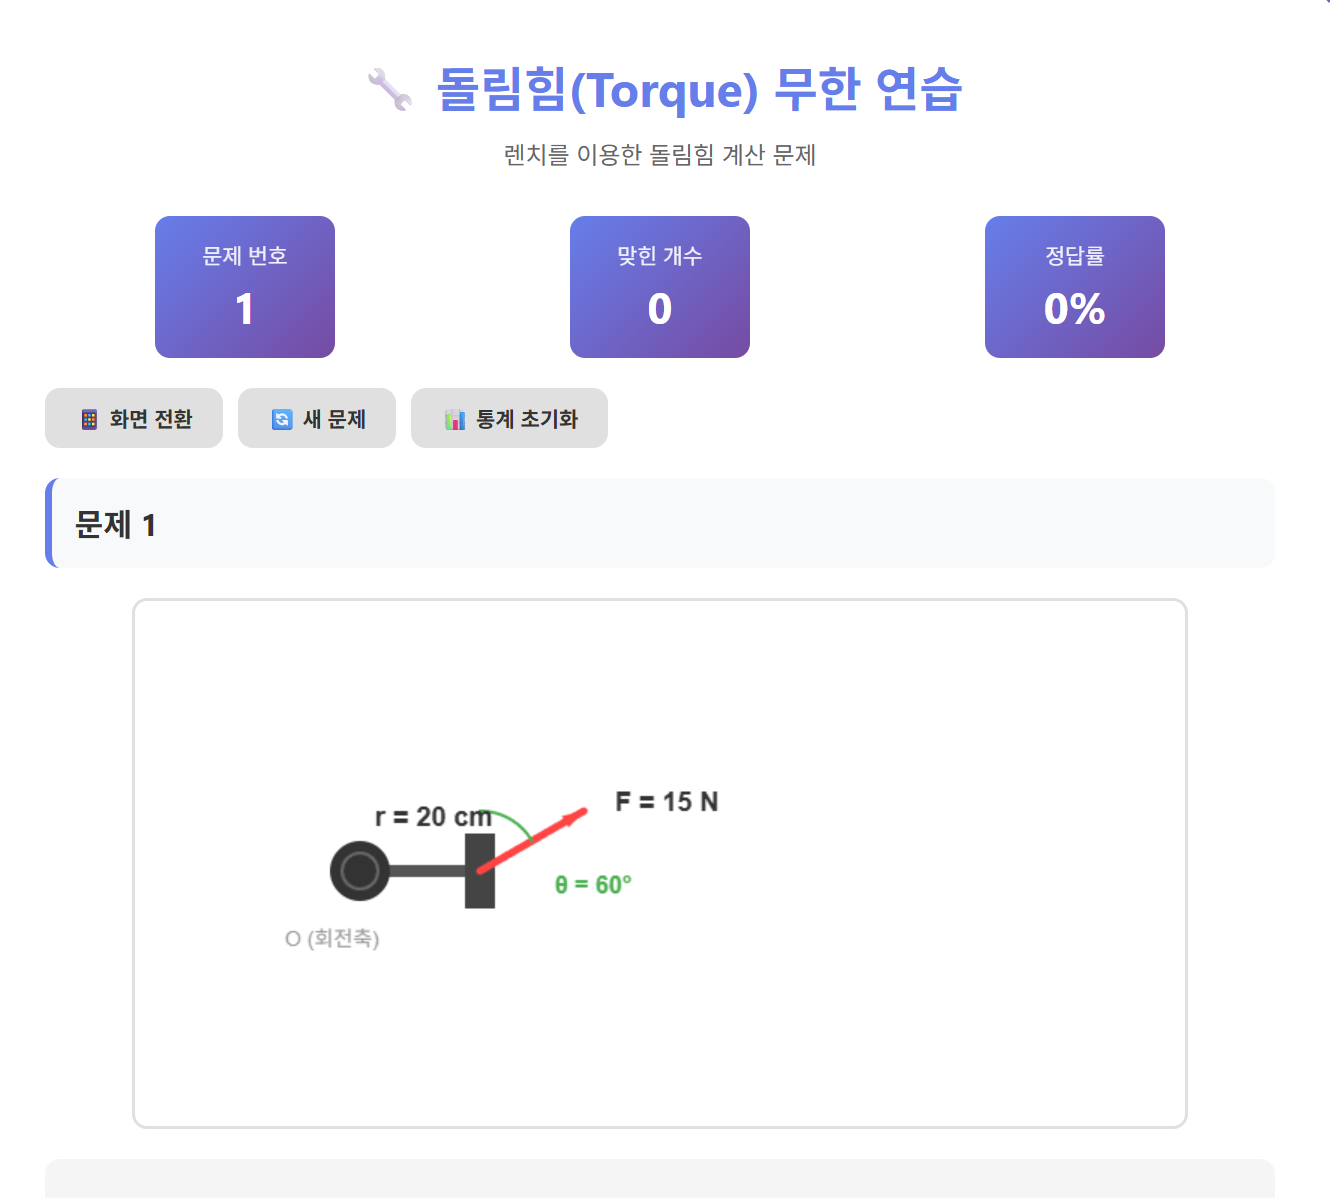 돌림힘(Torque) 무한 연습
렌치를 이용한 돌림힘 계산 문제
문제 번호
1
맞힌 개수
0
정답률
0%
화면 전환
새 문제
통계 초기화
문제 1
F = 15 N
r = 20 cm
θ = 60°
O (회전축)